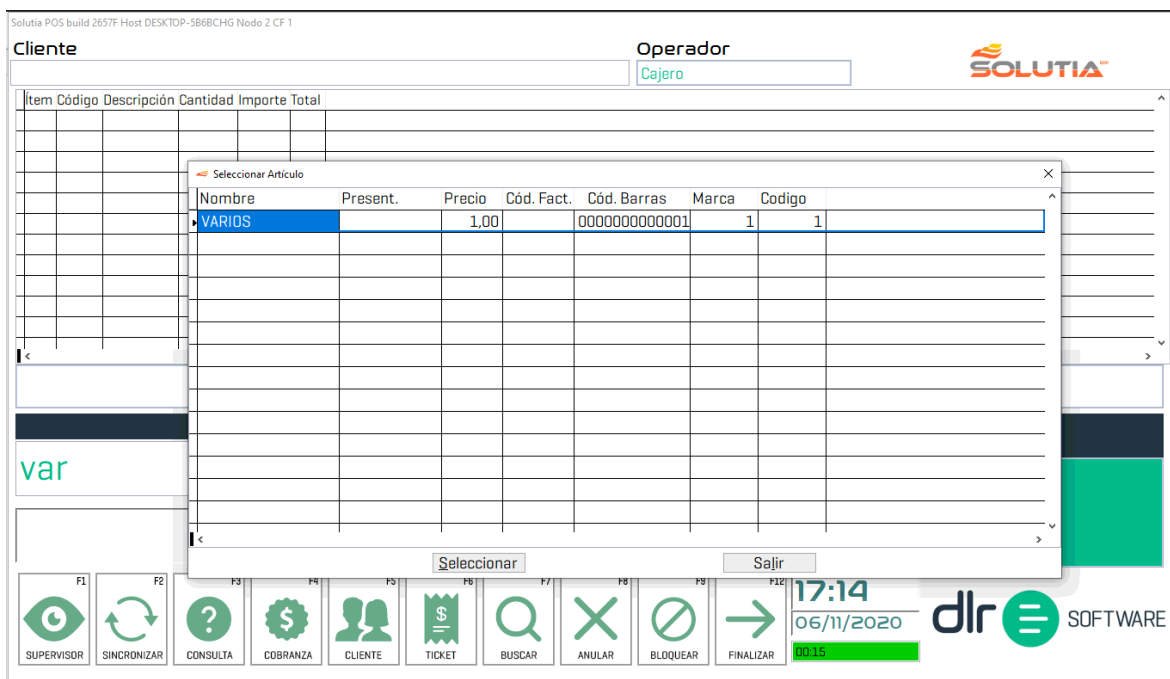 Solutia POS build 2657F Host DESKTOP-5B6BCHG Nodo 2 CF 1
Cliente
Operador
Cajero
SOLUTIA
Ítem Código Descripción Cantidad Importe Total
Seleccionar Artículo
Nombre Present. Precio Cód. Fact. Cód. Barras Marca Codigo
VARIOS 1,00 0000000000001 1 1
var
Seleccionar Salir
F1 F2 F3 F4 F5 F6 F7 F8 F9 F12
SUPERVISOR SINCRONIZAR CONSULTA COBRANZA CLIENTE TICKET BUSCAR ANULAR BLOQUEAR FINALIZAR
17:14
06/11/2020
00:15
dlr SOFTWARE